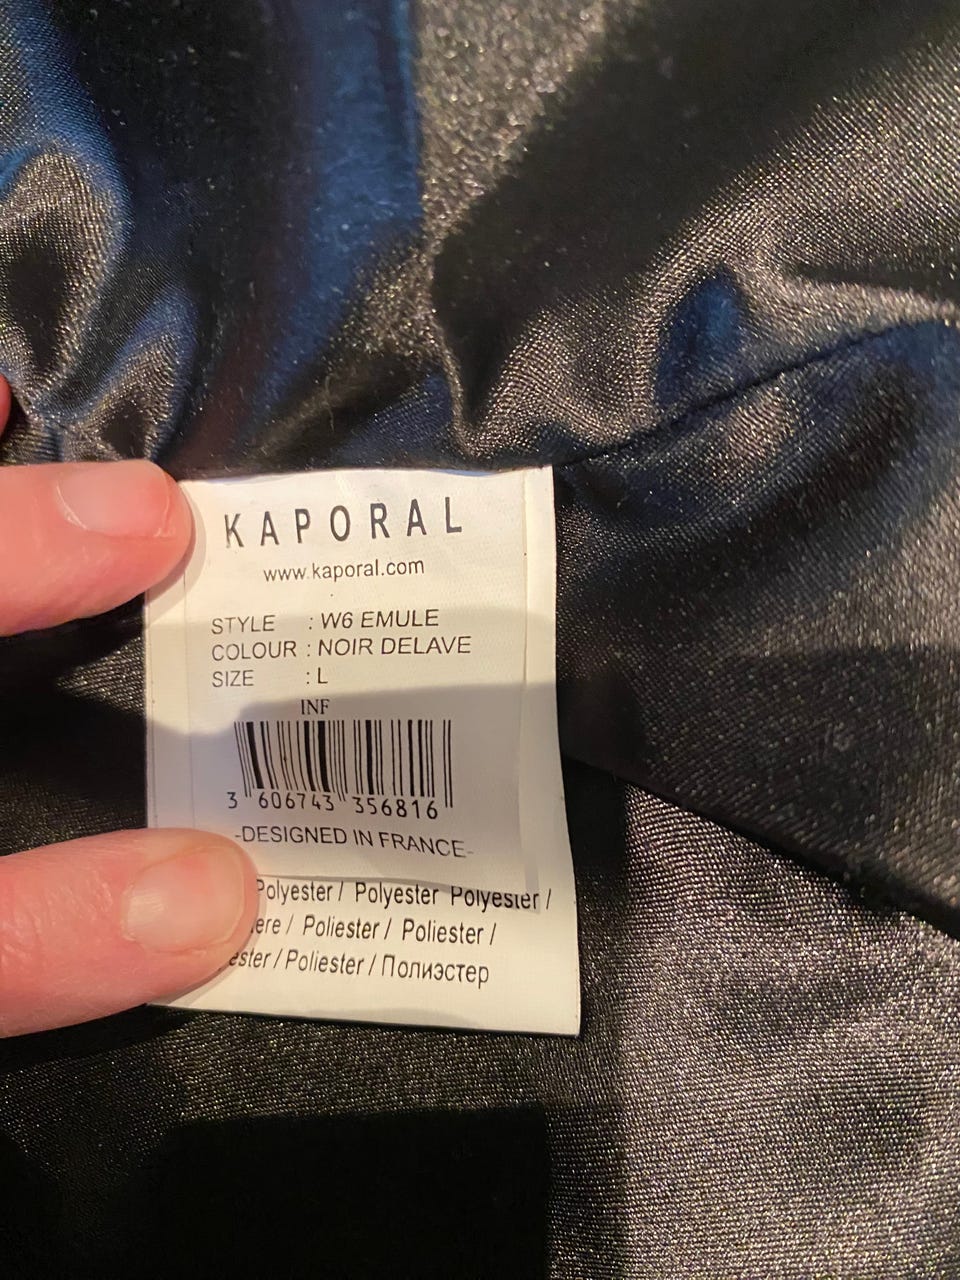 KAPORAL
www.kaporal.com
STYLE : W6 EMULE
COLOUR : NOIR DELAVE
SIZE : L
INF
3 606743 356816
-DESIGNED IN FRANCE-
Polyester / Polyester Polyester /
/ Poliester / Poliester /
/ Poliester / Полиэстер